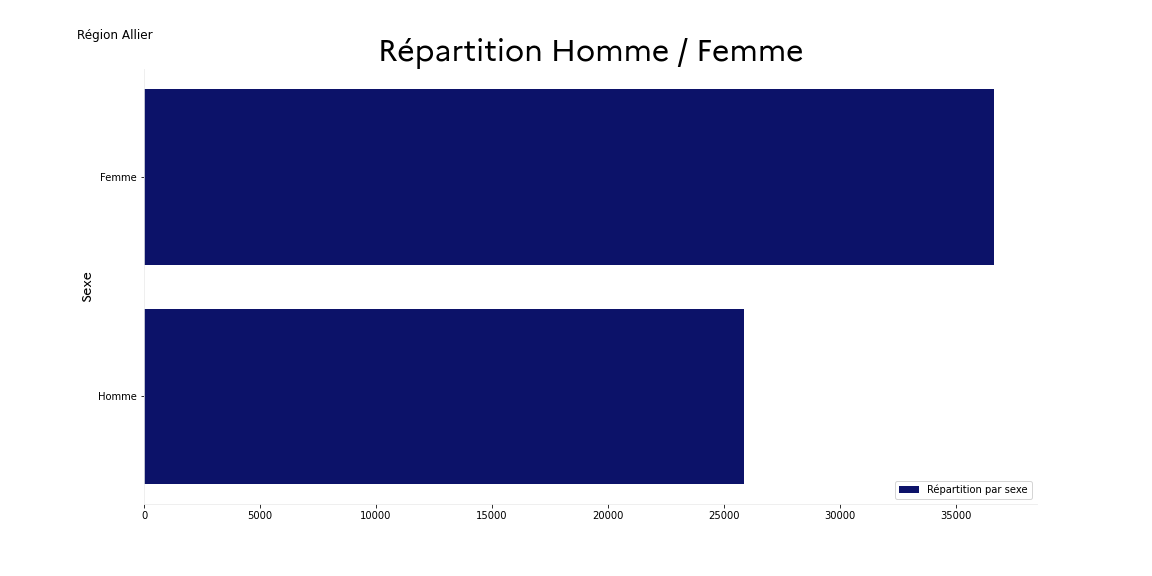 Région Allier
Répartition Homme / Femme
Femme
Sexe
Homme
Répartition par sexe
0 5000 10000 15000 20000 25000 30000 35000